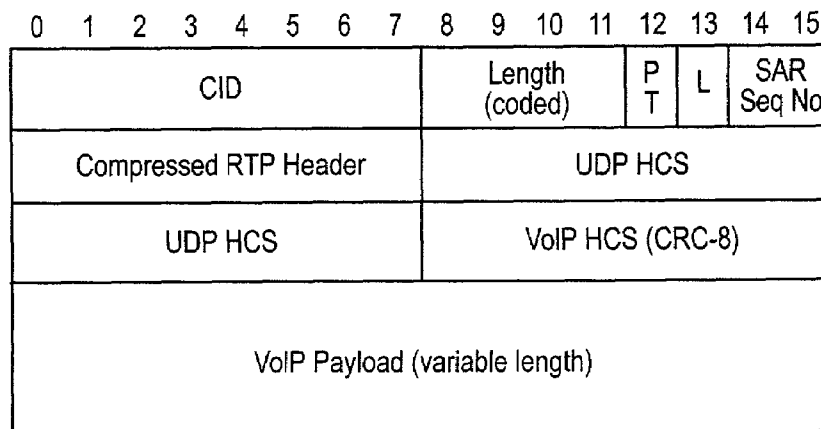 0 1 2 3 4 5 6 7 8 9 10 11 12 13 14 15
CID
Length
(coded)
P
T
L
SAR
Seq No
Compressed RTP Header
UDP HCS
UDP HCS
VoIP HCS (CRC-8)
VoIP Payload (variable length)